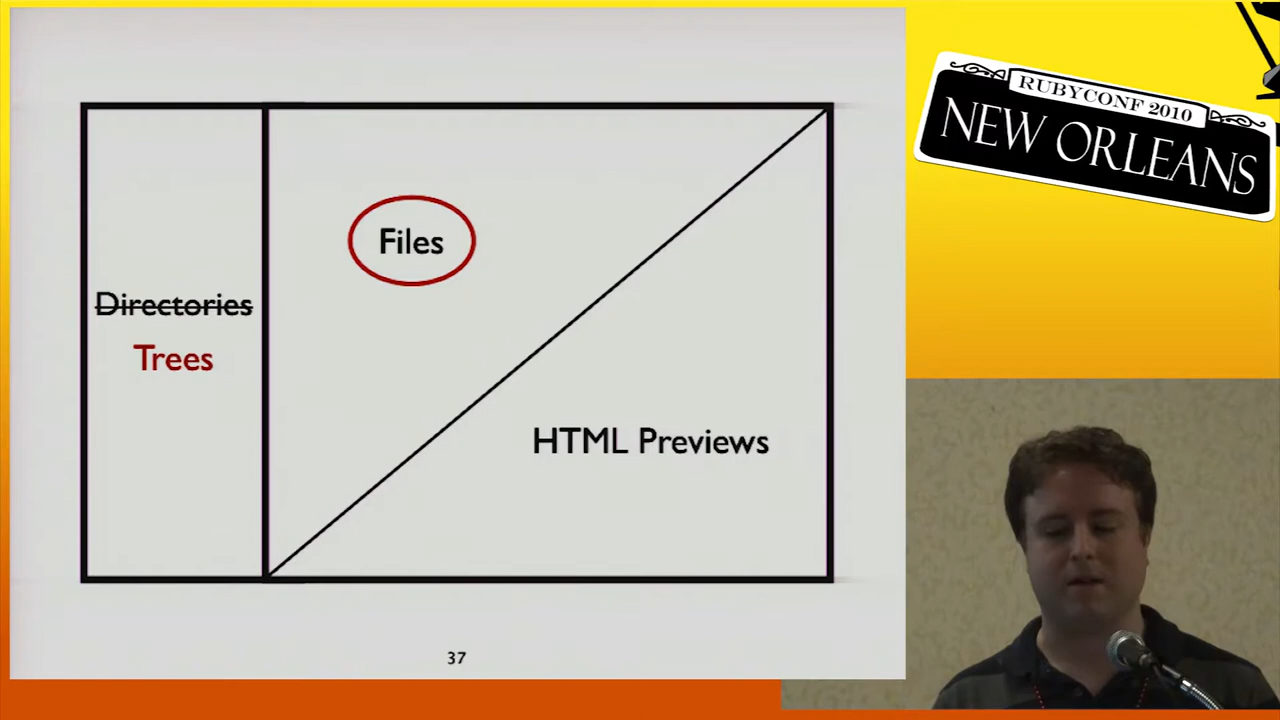 Files
Directories
Trees
HTML Previews
37
RUBYCONF 2010
NEW ORLEANS